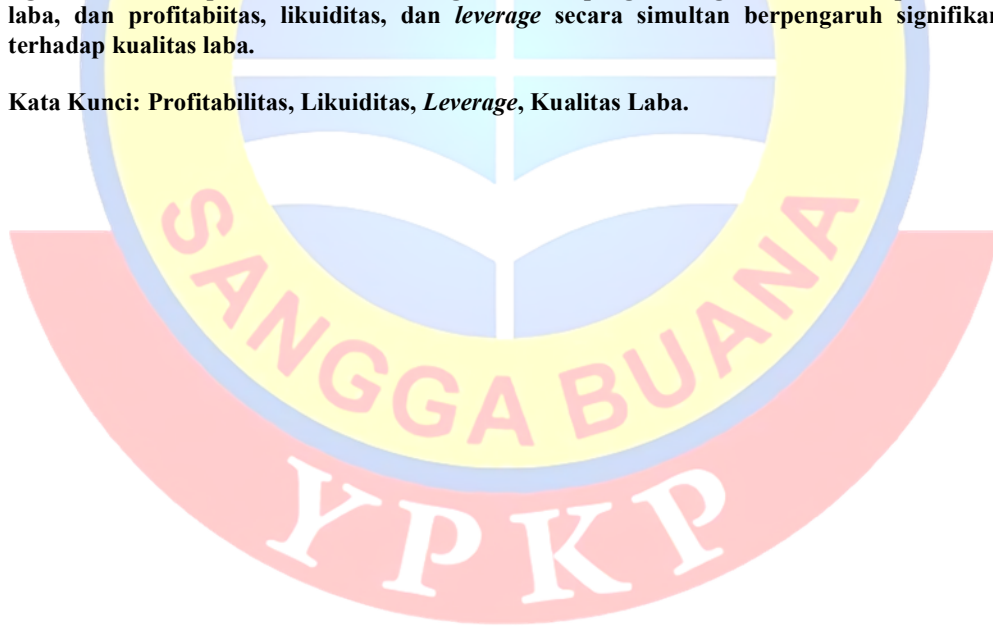 laba, dan profitabiitas, likuiditas, dan leverage secara simultan berpengaruh signifikan
terhadap kualitas laba.
Kata Kunci: Profitabilitas, Likuiditas, Leverage, Kualitas Laba.
SANGGA BUANA
YPKP